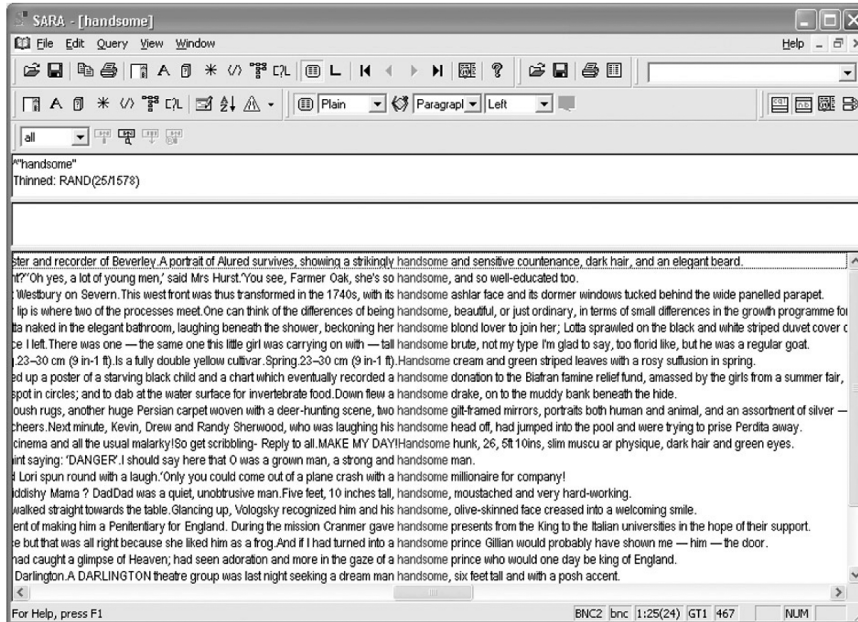 SARA - [handsome]
File Edit Query View Window Help
Plain Paragrapl Left
all
"handsome"
Thinned: RAND(25/1578)
ster and recorder of Beverley.A portrait of Alured survives, showing a strikingly handsome and sensitive countenance, dark hair, and an elegant beard.
nt?''Oh yes, a lot of young men,' said Mrs Hurst.'You see, Farmer Oak, she's so handsome, and so well-educated too.
: Westbury on Severn.This west front was thus transformed in the 1740s, with its handsome ashlar face and its dormer windows tucked behind the wide panelled parapet.
lip is where two of the processes meet.One can think of the differences of being handsome, beautiful, or just ordinary, in terms of small differences in the growth programme for
tta naked in the elegant bathroom, laughing beneath the shower, beckoning her handsome blond lover to join her; Lotta sprawled on the black and white striped duvet cover
ce I left.There was one — the same one this little girl was carrying on with — tall handsome brute, not my type I'm glad to say, too florid like, but he was a regular goat.
.23–30 cm (9 in-1 ft).Is a fully double yellow cultivar.Spring.23–30 cm (9 in-1 ft).Handsome cream and green striped leaves with a rosy suffusion in spring.
ed up a poster of a starving black child and a chart which eventually recorded a handsome donation to the Biafran famine relief fund, amassed by the girls from a summer fair,
spot in circles; and to dab at the water surface for invertebrate food.Down flew a handsome drake, on to the muddy bank beneath the hide.
oush rugs, another huge Persian carpet woven with a deer-hunting scene, two handsome gilt-framed mirrors, portraits both human and animal, and an assortment of silver —
cheers.Next minute, Kevin, Drew and Randy Sherwood, who was laughing his handsome head off, had jumped into the pool and were trying to prise Perdita away.
cinema and all the usual malarky!So get scribbling- Reply to all.MAKE MY DAY!Handsome hunk, 26, 5ft 10ins, slim muscu ar physique, dark hair and green eyes.
int saying: 'DANGER'.I should say here that O was a grown man, a strong and handsome man.
d Lori spun round with a laugh.'Only you could come out of a plane crash with a handsome millionaire for company!
iddishy Mama ? DadDad was a quiet, unobtrusive man.Five feet, 10 inches tall, handsome, moustached and very hard-working.
walked straight towards the table.Glancing up, Vologsky recognized him and his handsome, olive-skinned face creased into a welcoming smile.
ent of making him a Penitentiary for England. During the mission Cranmer gave handsome presents from the King to the Italian universities in the hope of their support.
ce but that was all right because she liked him as a frog.And if I had turned into a handsome prince Gillian would probably have shown me — him — the door.
had caught a glimpse of Heaven; had seen adoration and more in the gaze of a handsome prince who would one day be king of England.
Darlington.A DARLINGTON theatre group was last night seeking a dream man handsome, six feet tall and with a posh accent.
For Help, press F1 BNC2 bnc 1:25(24) GT1 467 NUM